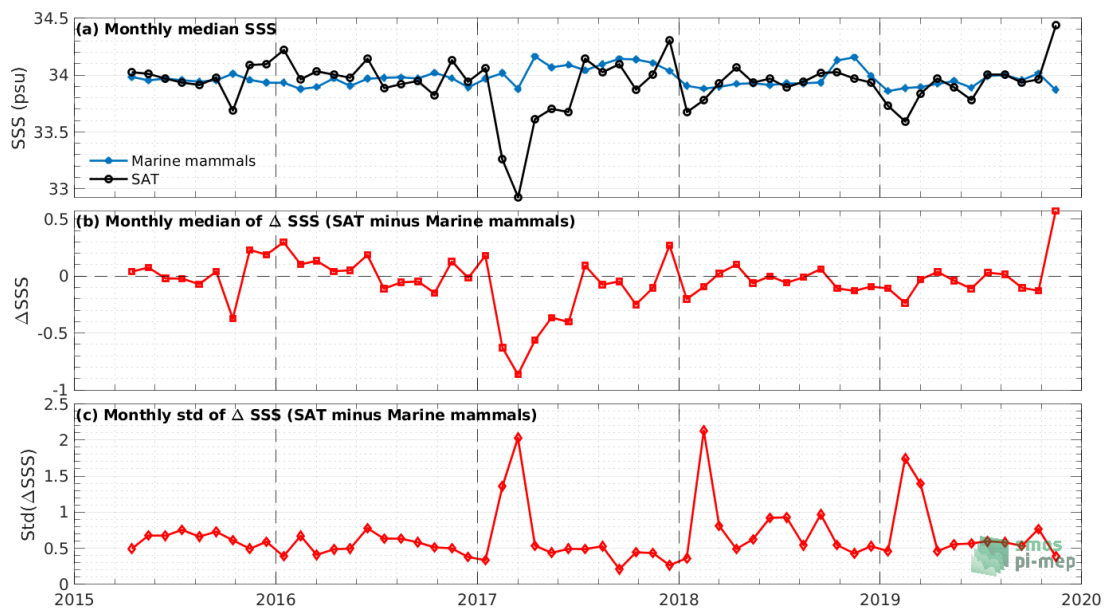 (a) Monthly median SSS
34.5
34
33.5
33
SSS (psu)
Marine mammals
SAT
(b) Monthly median of Δ SSS (SAT minus Marine mammals)
0.5
0
-0.5
-1
ΔSSS
(c) Monthly std of Δ SSS (SAT minus Marine mammals)
2.5
2
1.5
1
0.5
0
Std(ΔSSS)
2015 2016 2017 2018 2019 2020
smos
pi-mep